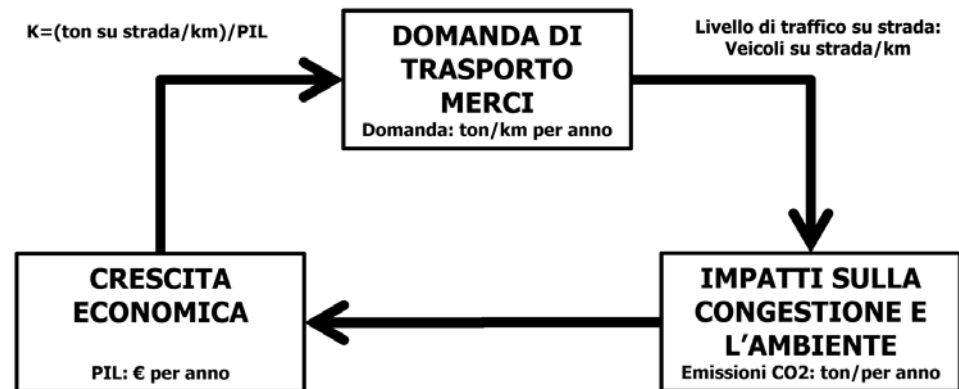 K=(ton su strada/km)/PIL
DOMANDA DI
TRASPORTO
MERCI
Domanda: ton/km per anno
Livello di traffico su strada:
Veicoli su strada/km
CRESCITA
ECONOMICA
PIL: € per anno
IMPATTI SULLA
CONGESTIONE E
L'AMBIENTE
Emissioni CO2: ton/per anno